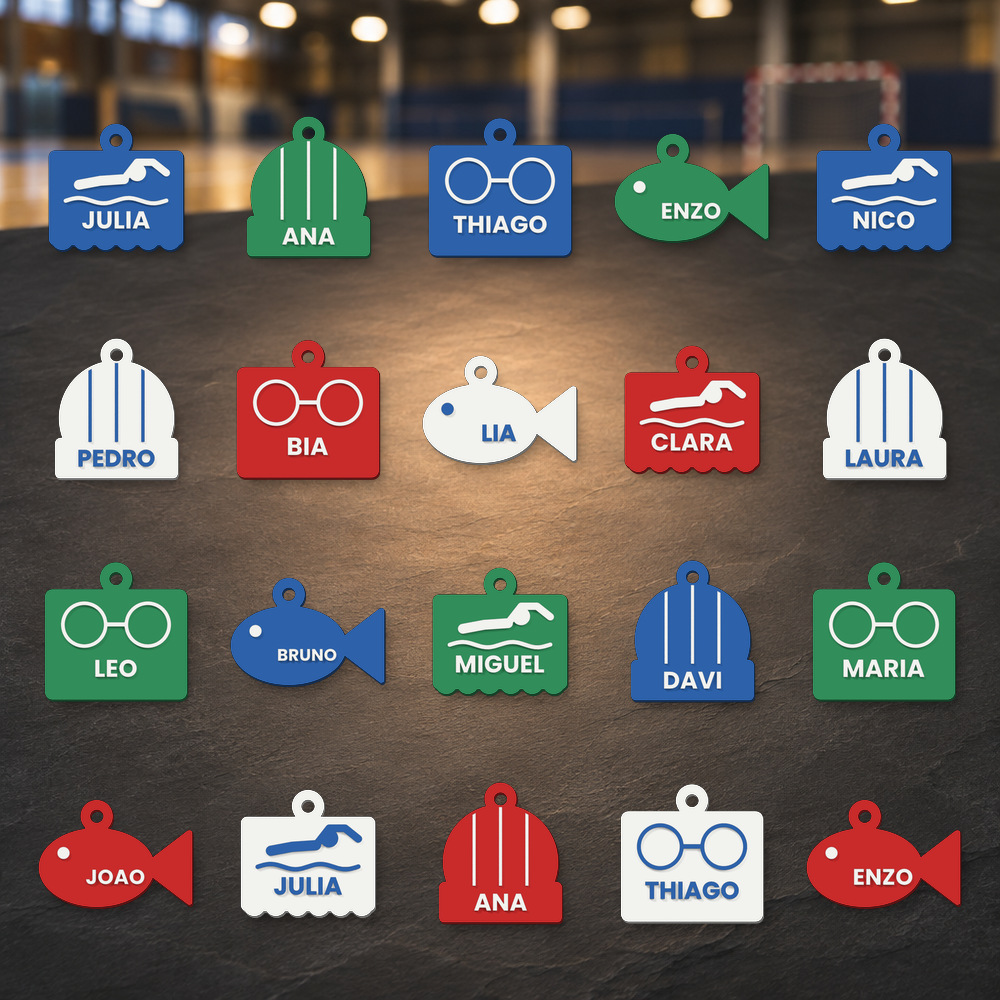 JULIA
ANA
THIAGO
ENZO
NICO
PEDRO
BIA
LIA
CLARA
LAURA
LEO
BRUNO
MIGUEL
DAVI
MARIA
JOAO
JULIA
ANA
THIAGO
ENZO